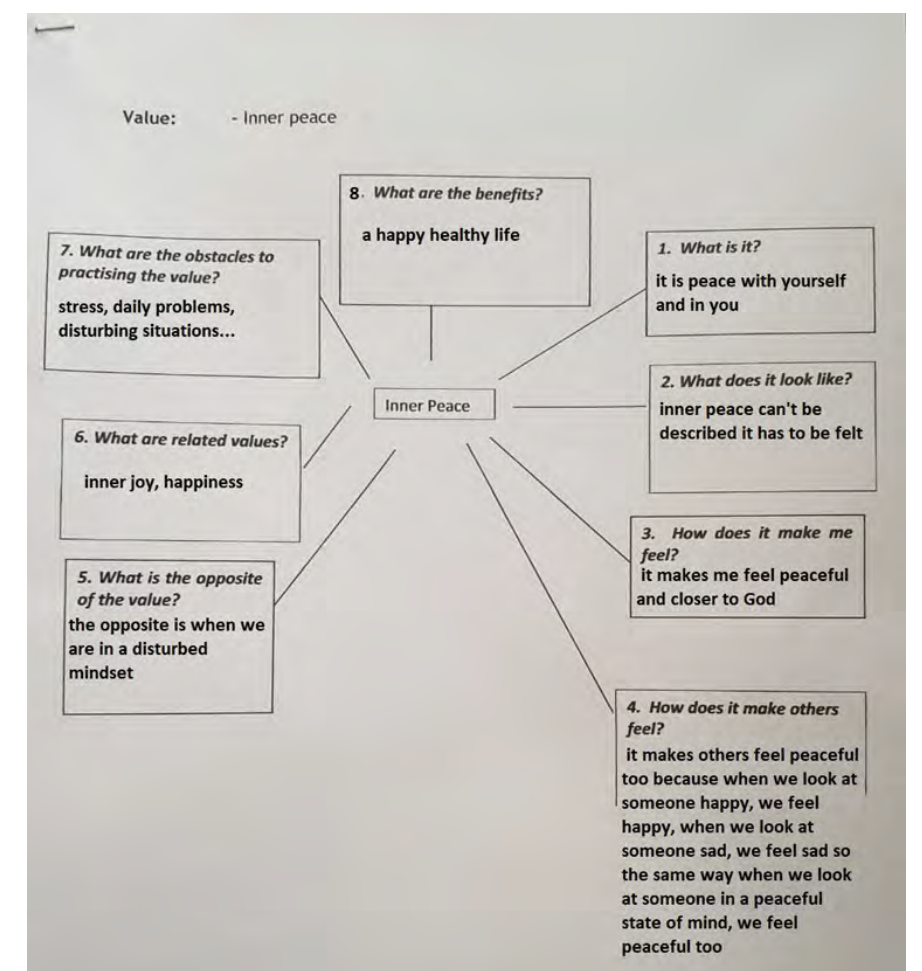 Value: - Inner peace
8. What are the benefits?
a happy healthy life
1. What is it?
it is peace with yourself
and in you
2. What does it look like?
inner peace can't be
described it has to be felt
3. How does it make me
feel?
it makes me feel peaceful
and closer to God
4. How does it make others
feel?
it makes others feel peaceful
too because when we look at
someone happy, we feel
happy, when we look at
someone sad, we feel sad so
the same way when we look
at someone in a peaceful
state of mind, we feel
peaceful too
5. What is the opposite
of the value?
the opposite is when we
are in a disturbed
mindset
6. What are related values?
inner joy, happiness
7. What are the obstacles to
practising the value?
stress, daily problems,
disturbing situations...
Inner Peace